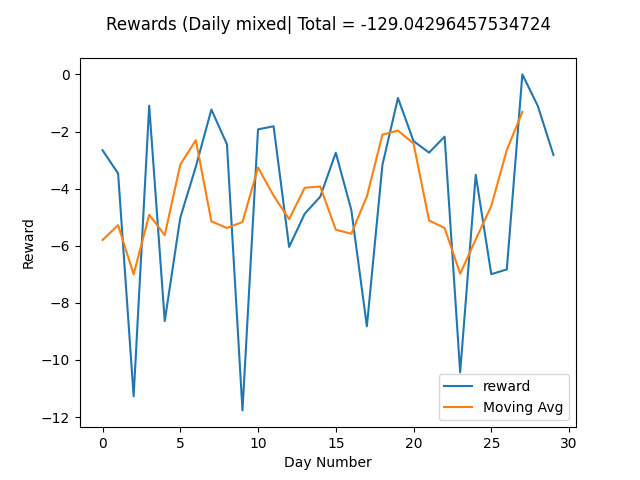 Rewards (Daily mixed| Total = -129.04296457534724
0
−2
−4
−6
−8
−10
−12
Reward
reward
Moving Avg
0 5 10 15 20 25 30
Day Number